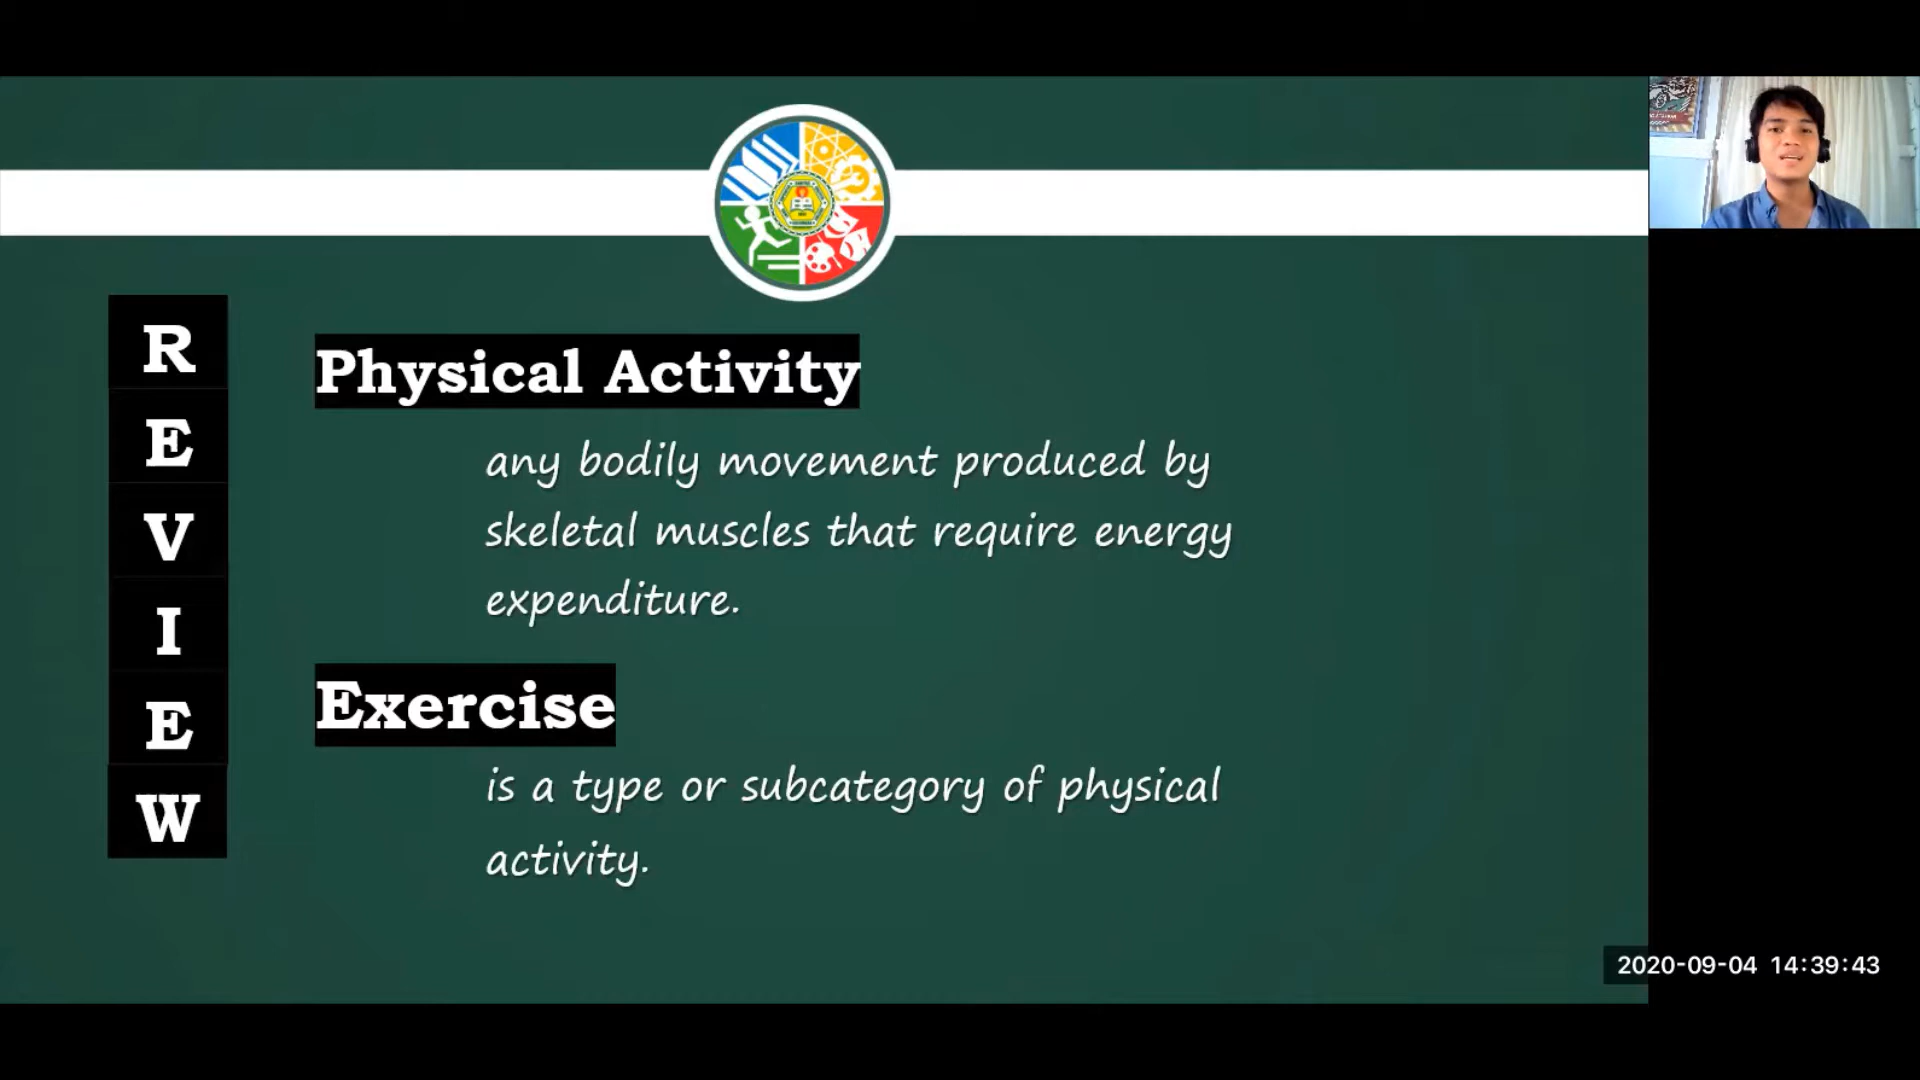 R
E
V
I
E
W
Physical Activity
any bodily movement produced by
skeletal muscles that require energy
expenditure.
Exercise
is a type or subcategory of physical
activity.
2020-09-04 14:39:43